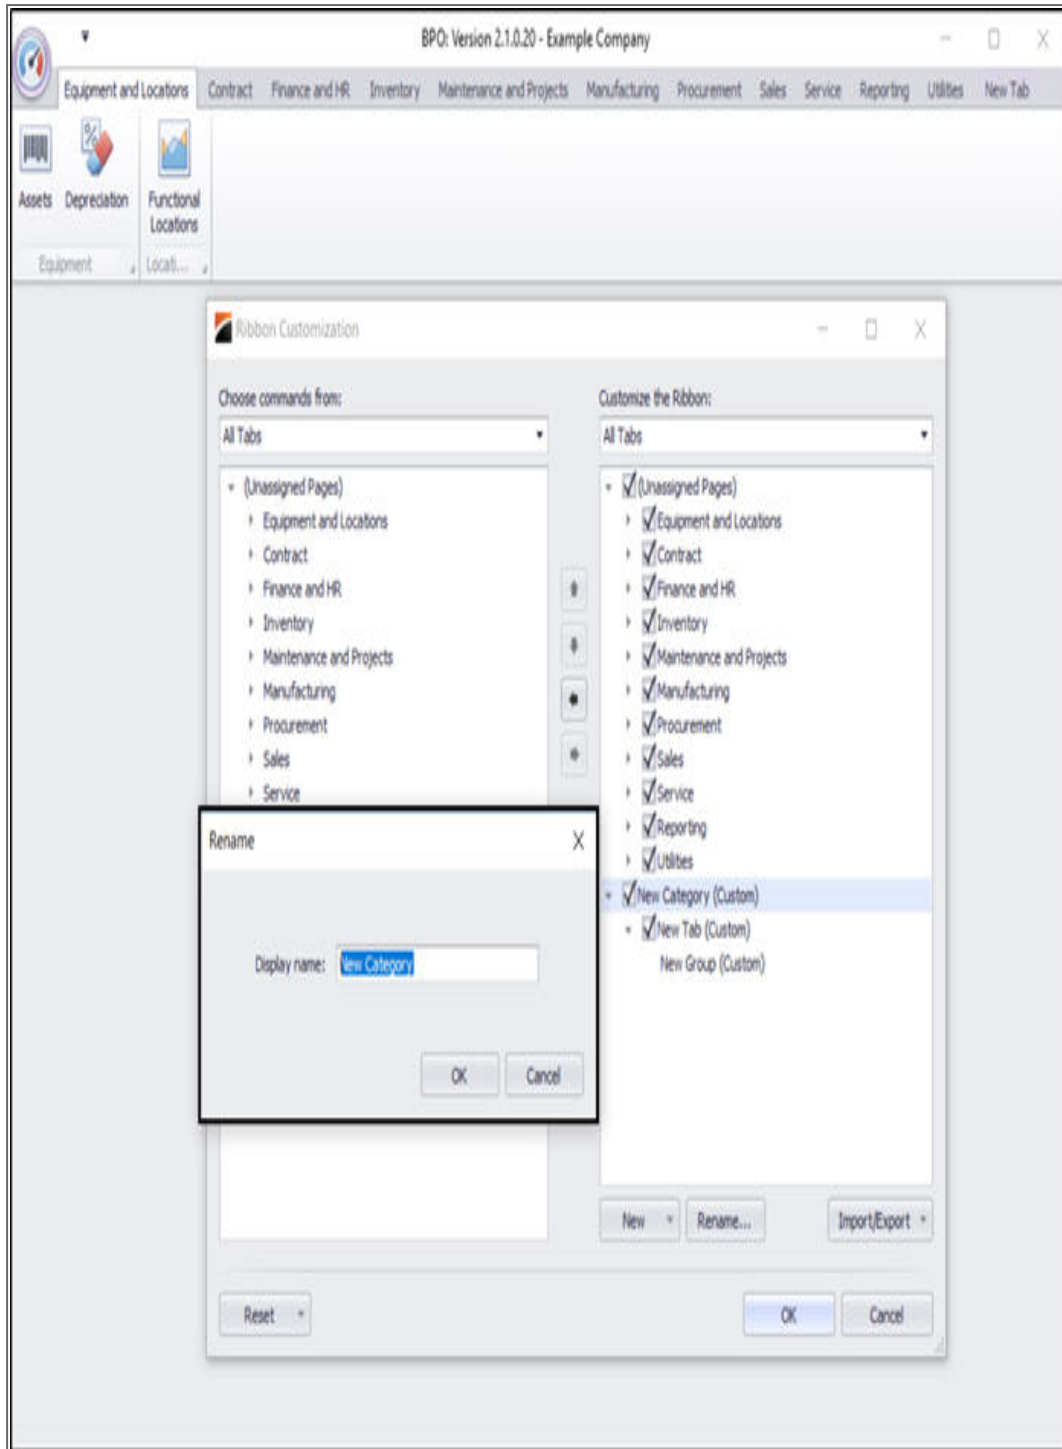 BPO: Version 2.1.0.20 - Example Company
Equipment and Locations Contract Finance and HR Inventory Maintenance and Projects Manufacturing Procurement Sales Service Reporting Utilities New Tab
Assets Depreciation Functional Locations
Equipment Locati...
Ribbon Customization
Choose commands from:
All Tabs
(Unassigned Pages)
Equipment and Locations
Contract
Finance and HR
Inventory
Maintenance and Projects
Manufacturing
Procurement
Sales
Service
Customize the Ribbon:
All Tabs
(Unassigned Pages)
Equipment and Locations
Contract
Finance and HR
Inventory
Maintenance and Projects
Manufacturing
Procurement
Sales
Service
Reporting
Utilities
New Category (Custom)
New Tab (Custom)
New Group (Custom)
Rename
Display name: New Category
OK Cancel
New Rename... Import/Export
Reset OK Cancel